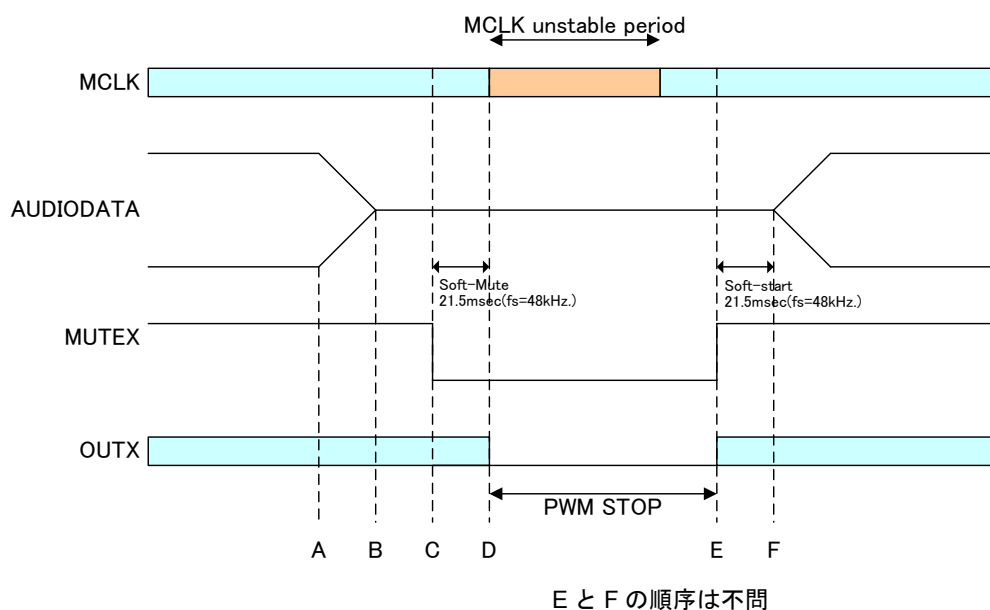 MCLK unstable period
MCLK
AUDIODATA
Soft-Mute
21.5msec(fs=48kHz.)
Soft-start
21.5msec(fs=48kHz.)
MUTEX
OUTX
PWM STOP
A B C D E F
E と F の順序は不問